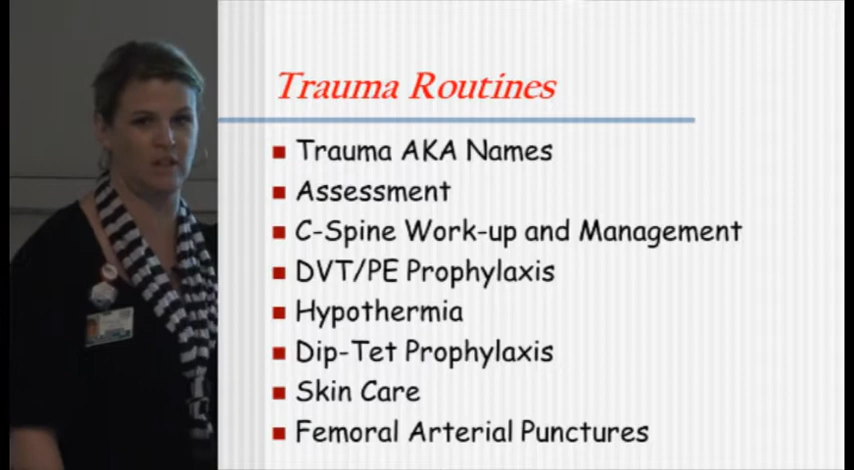 Trauma Routines
Trauma AKA Names
Assessment
C-Spine Work-up and Management
DVT/PE Prophylaxis
Hypothermia
Dip-Tet Prophylaxis
Skin Care
Femoral Arterial Punctures